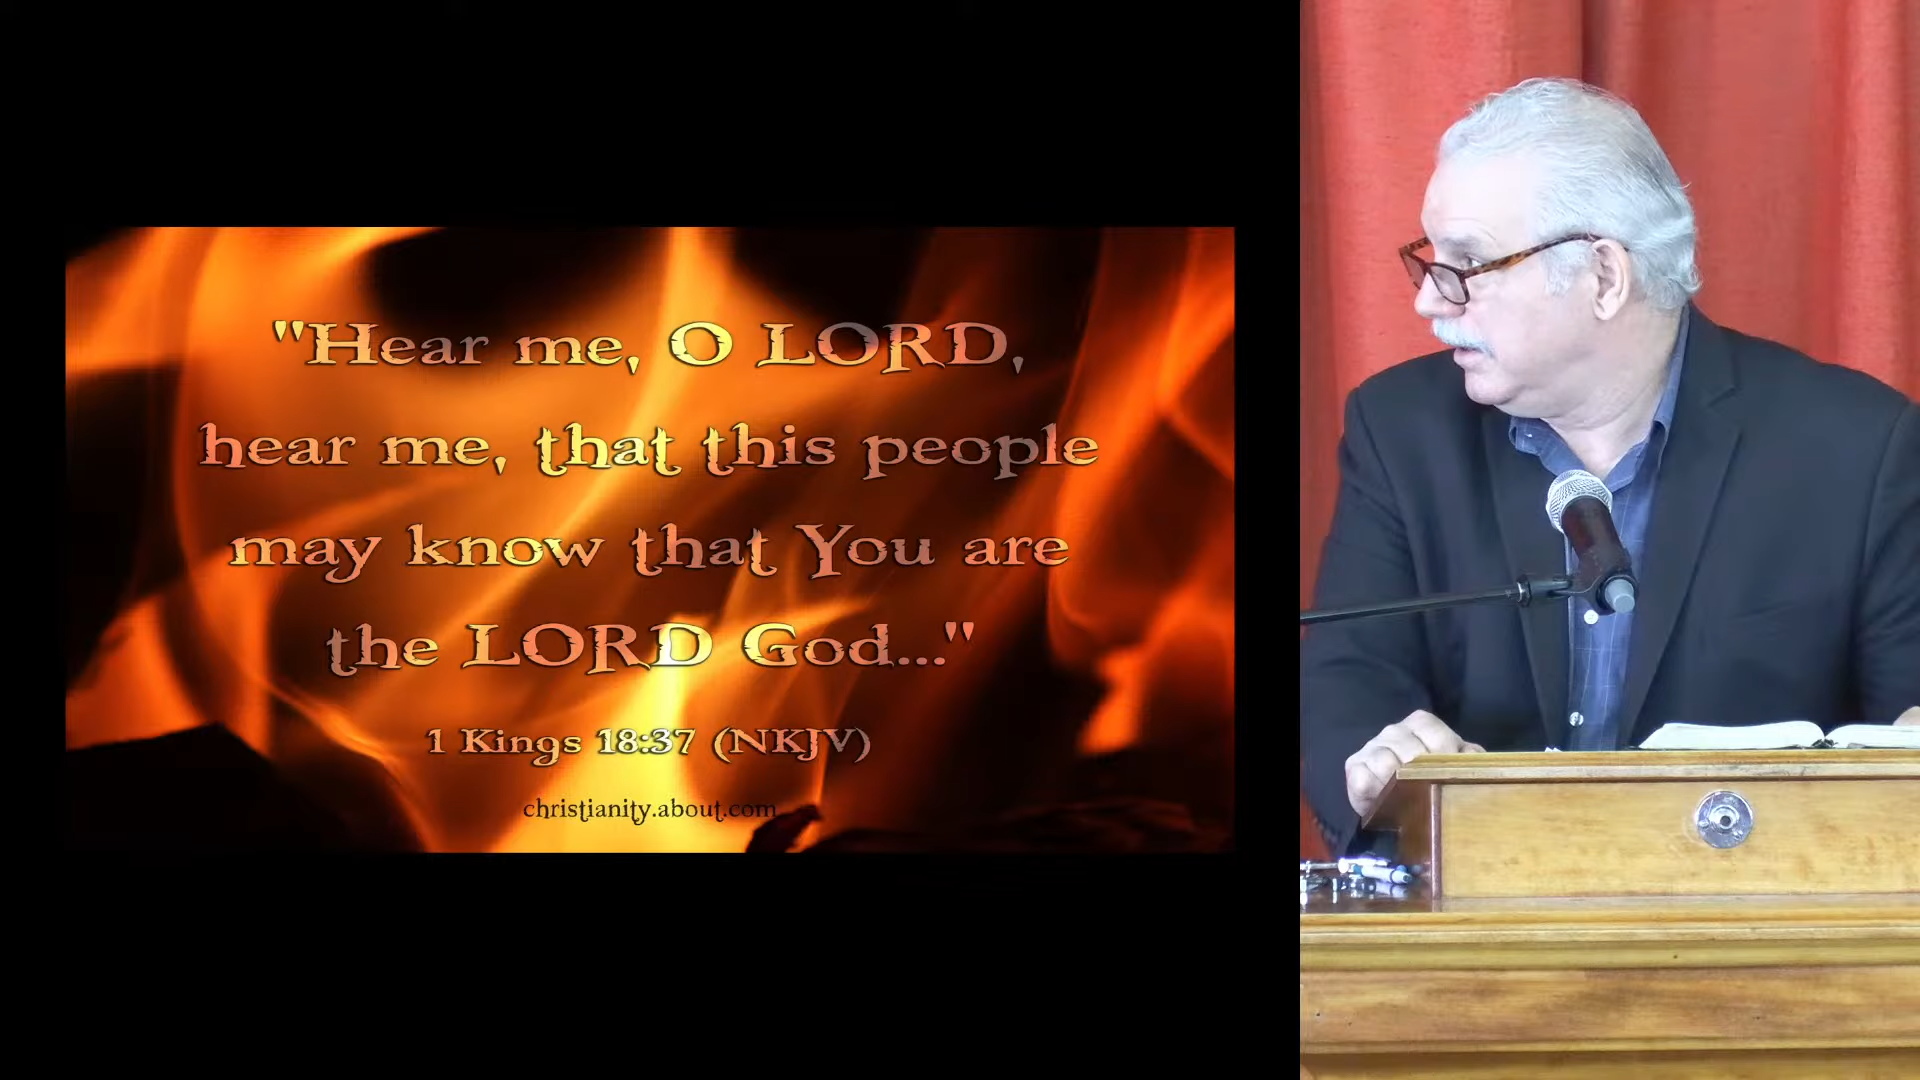 "Hear me, O LORD,
hear me, that this people
may know that You are
the LORD God..."
1 Kings 18:37 (NKJV)
christianity.about.com